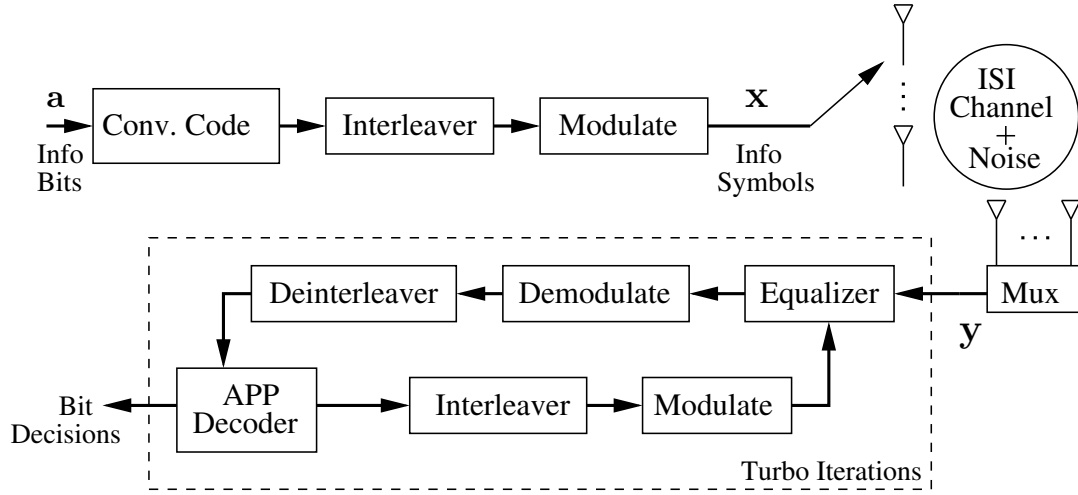 a
Info
Bits
Conv. Code
Interleaver
Modulate
x
Info
Symbols
...
ISI
Channel
+
Noise
...
Mux
y
Equalizer
Demodulate
Deinterleaver
APP
Decoder
Bit
Decisions
Interleaver
Modulate
Turbo Iterations